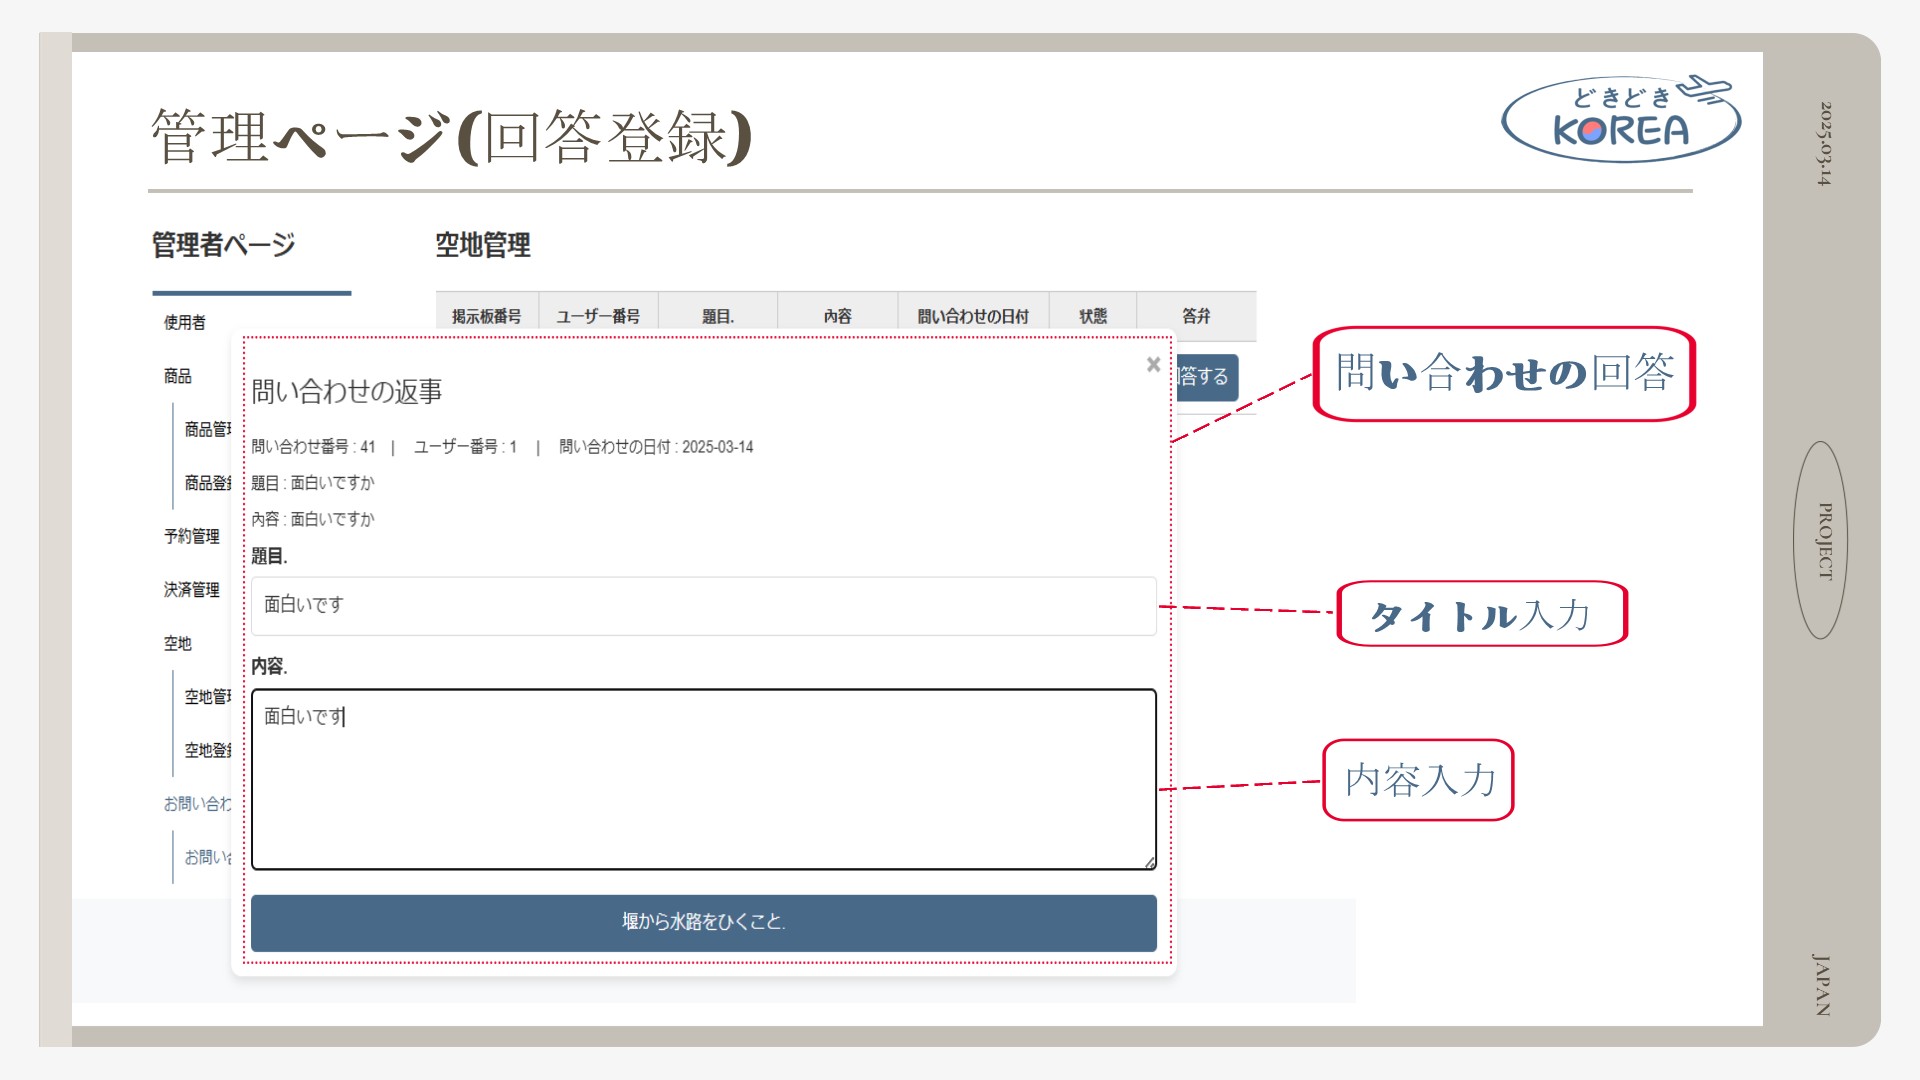 管理ページ(回答登録)
どきどき
KOREA
2025.03.14
PROJECT
JAPAN
管理者ページ
使用者
商品
商品管
商品登
予約管理
決済管理
空地
空地管
空地登
お問い合わ
お問い
空地管理
掲示板番号 ユーザー番号 題目. 内容 問い合わせの日付 状態 答弁
答する
×
問い合わせの返事
問い合わせ番号 : 41 | ユーザー番号 : 1 | 問い合わせの日付 : 2025-03-14
題目 : 面白いですか
内容 : 面白いですか
題目.
面白いです
内容.
面白いです
堰から水路をひくこと.
問い合わせの回答
タイトル入力
内容入力